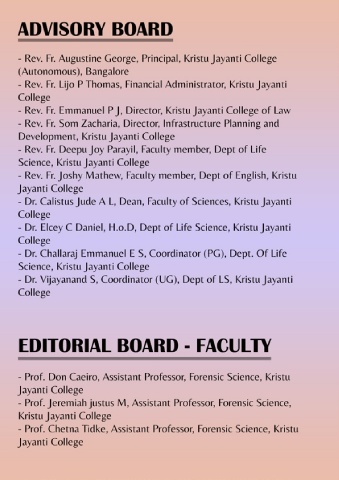 ADVISORY BOARD
- Rev. Fr. Augustine George, Principal, Kristu Jayanti College
(Autonomous), Bangalore
- Rev. Fr. Lijo P Thomas, Financial Administrator, Kristu Jayanti
College
- Rev. Fr. Emmanuel P J, Director, Kristu Jayanti College of Law
- Rev. Fr. Som Zacharia, Director, Infrastructure Planning and
Development, Kristu Jayanti College
- Rev. Fr. Deepu Joy Parayil, Faculty member, Dept of Life
Science, Kristu Jayanti College
- Rev. Fr. Joshy Mathew, Faculty member, Dept of English, Kristu
Jayanti College
- Dr. Calistus Jude A L, Dean, Faculty of Sciences, Kristu Jayanti
College
- Dr. Elcey C Daniel, H.o.D, Dept of Life Science, Kristu Jayanti
College
- Dr. Challaraj Emmanuel E S, Coordinator (PG), Dept. Of Life
Science, Kristu Jayanti College
- Dr. Vijayanand S, Coordinator (UG), Dept of LS, Kristu Jayanti
College
EDITORIAL BOARD - FACULTY
- Prof. Don Caeiro, Assistant Professor, Forensic Science, Kristu
Jayanti College
- Prof. Jeremiah justus M, Assistant Professor, Forensic Science,
Kristu Jayanti College
- Prof. Chetna Tidke, Assistant Professor, Forensic Science, Kristu
Jayanti College